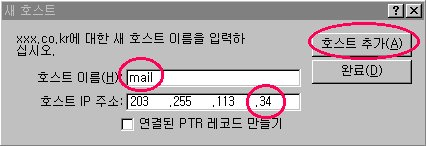 새 호스트
xxx,co,kr에 대한 새 호스트 이름을 입력하
십시오.
호스트 추가(A)
호스트 이름(H): mail
완료(D)
호스트 IP 주소: 203 .255 .113 .34
연결된 PTR 레코드 만들기